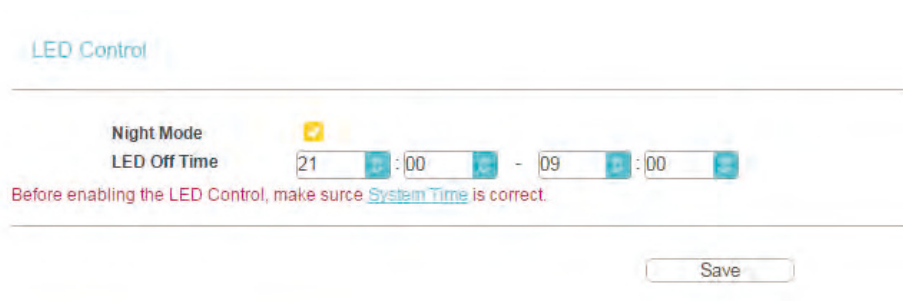 LED Control
Night Mode
LED Off Time 21 : 00 - 09 : 00
Before enabling the LED Control, make surce System Time is correct.
Save